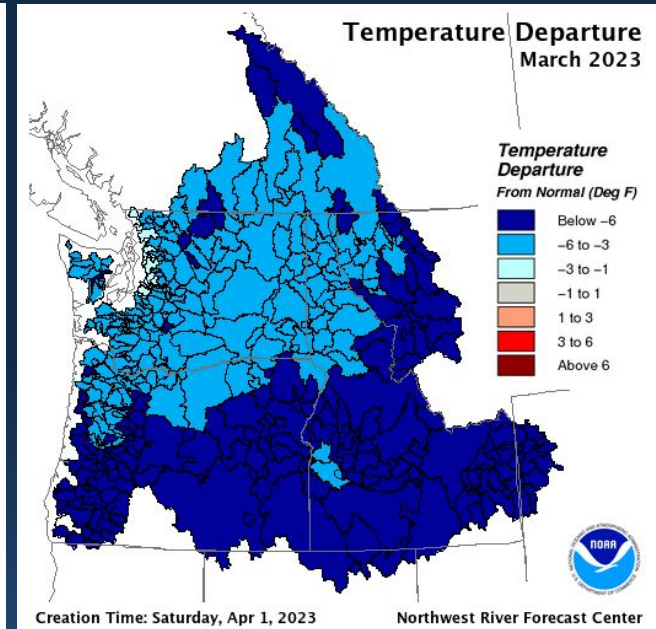 Temperature Departure
March 2023
Temperature
Departure
From Normal (Deg F)
Below -6
-6 to -3
-3 to -1
-1 to 1
1 to 3
3 to 6
Above 6
NOAA
Creation Time: Saturday, Apr 1, 2023
Northwest River Forecast Center